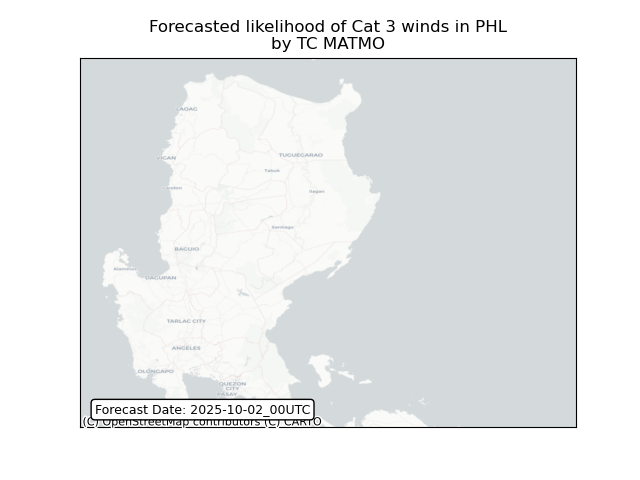 Forecasted likelihood of Cat 3 winds in PHL
by TC MATMO
LAOAG
TUGUEGARAO
VIGAN
Tabuk
Ilagan
Santiago
BAGUIO
DAGUPAN
TARLAC CITY
ANGELES
OLONGAPO
QUEZON
CITY
PASAY
Forecast Date: 2025-10-02_00UTC
(C) OpenStreetMap contributors (C) CARTO